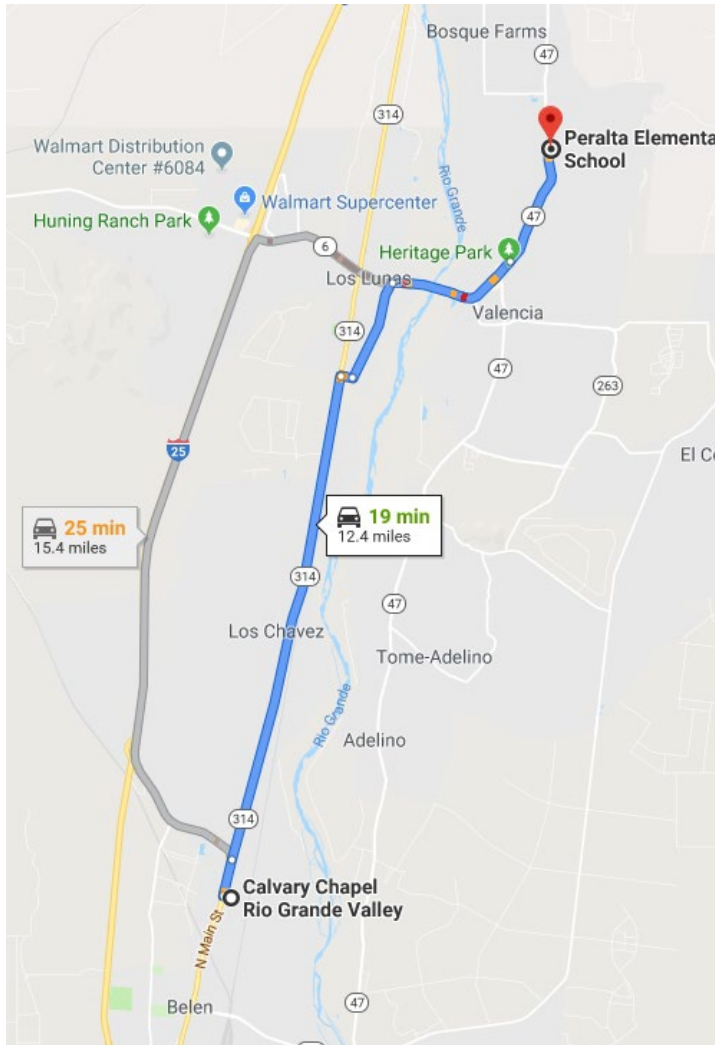 Bosque Farms
47
314
Rio Grande
Peralta Elementa
School
Walmart Distribution
Center #6084
Walmart Supercenter
Huning Ranch Park
47
6
Heritage Park
Los Lunas
Valencia
314
47
263
25
El Ce
25 min
15.4 miles
19 min
12.4 miles
314
47
Los Chavez
Tome-Adelino
Rio Grande
Adelino
314
Calvary Chapel
Rio Grande Valley
N Main St
Belen
47